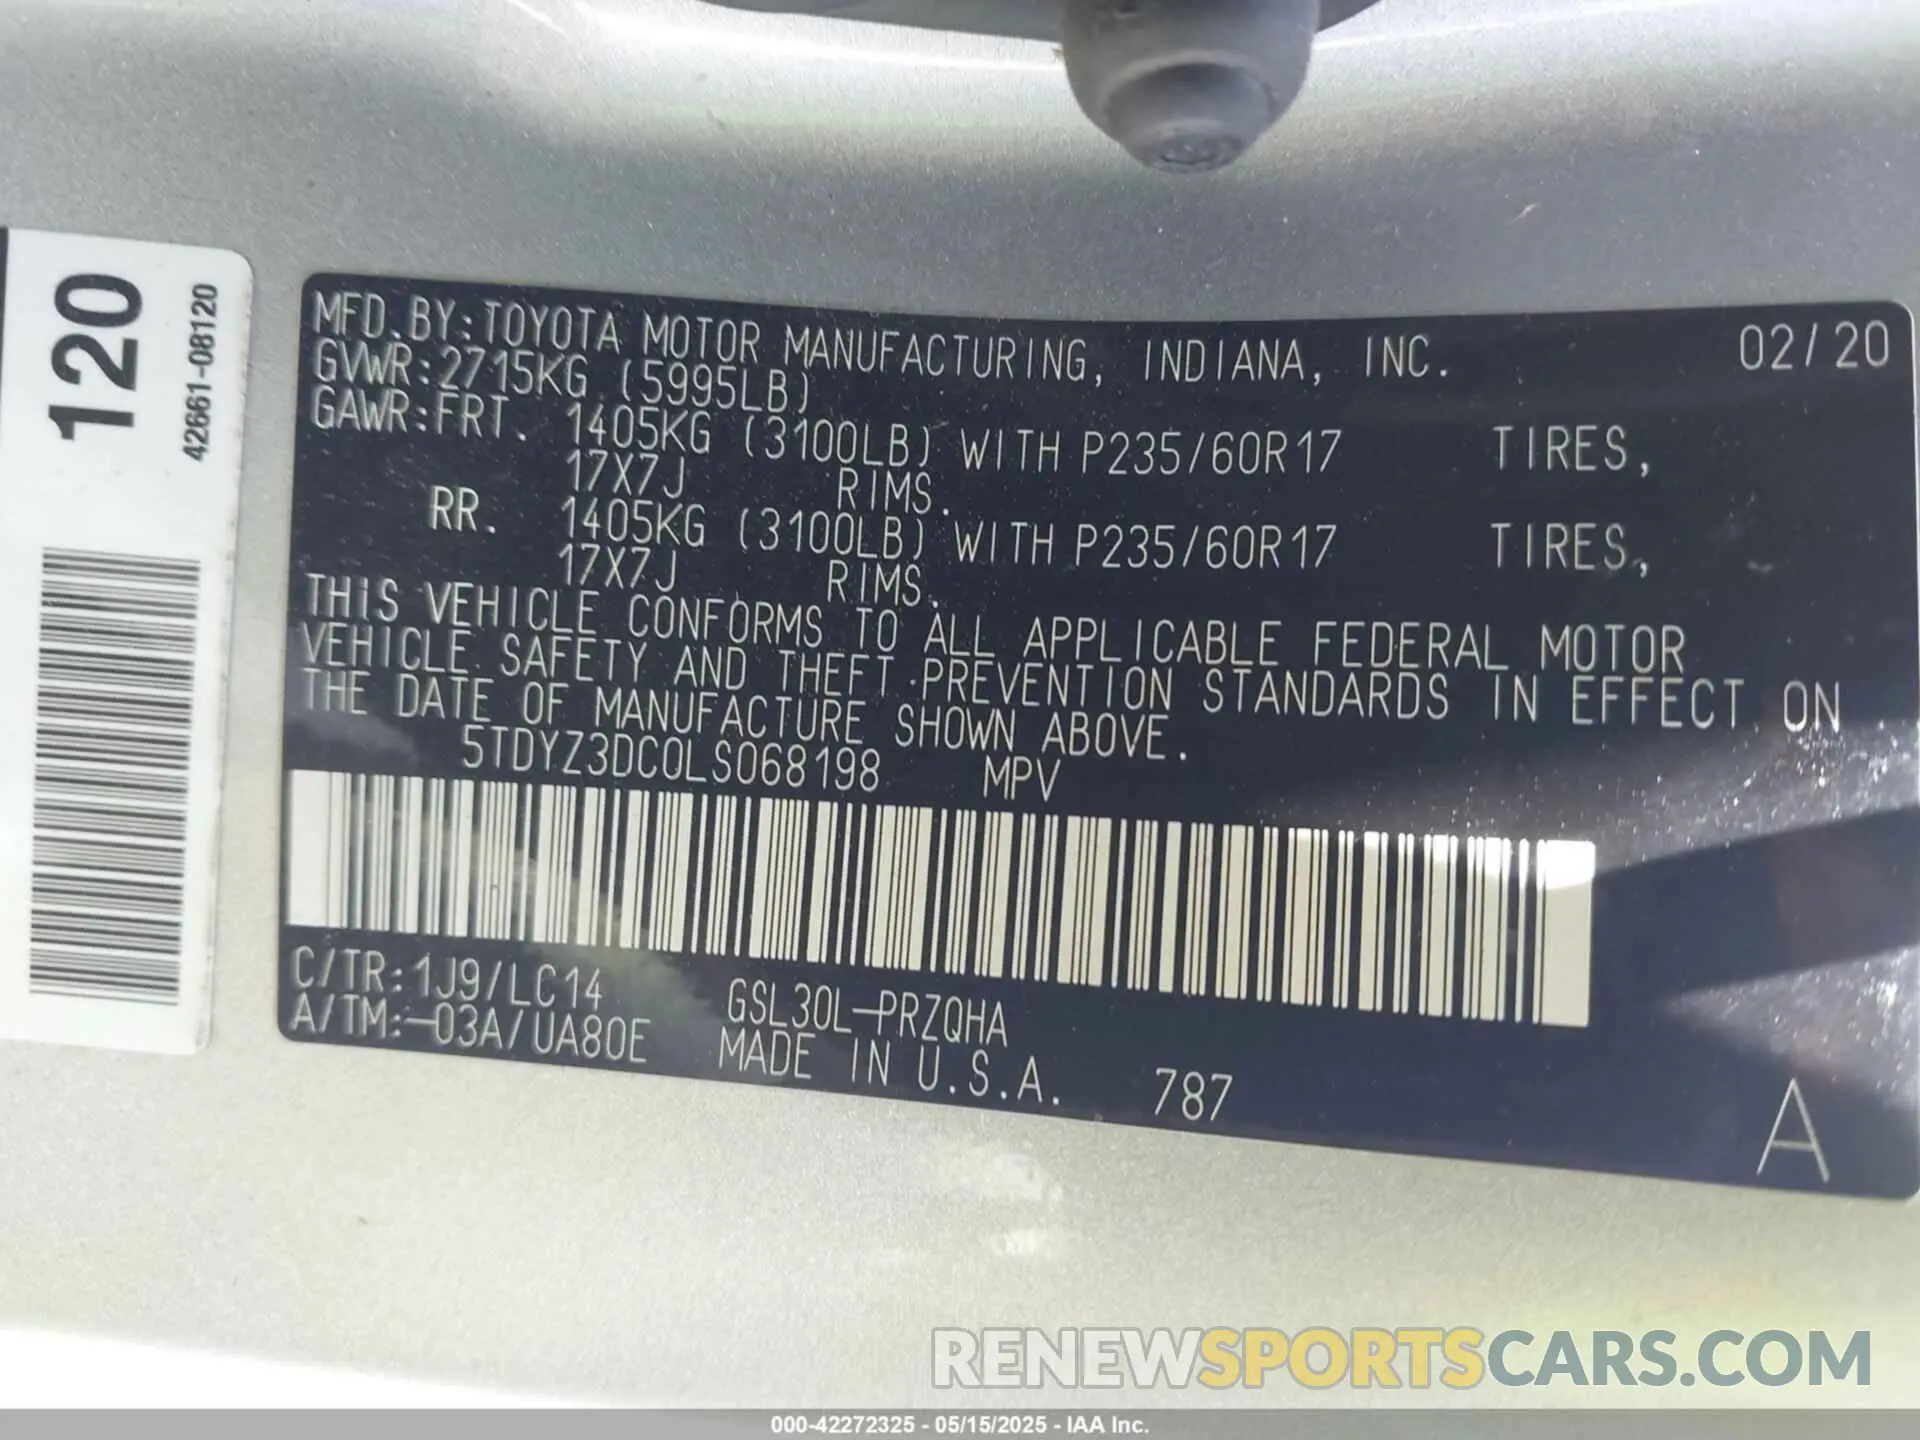 120
42661-08120
MFD. BY: TOYOTA MOTOR MANUFACTURING, INDIANA, INC. 02/20
GVWR: 2715KG (5995LB)
GAWR: FRT. 1405KG (3100LB) WITH P235/60R17 TIRES,
17X7J RIMS.
RR. 1405KG (3100LB) WITH P235/60R17 TIRES,
17X7J RIMS.
THIS VEHICLE CONFORMS TO ALL APPLICABLE FEDERAL MOTOR
VEHICLE SAFETY AND THEFT PREVENTION STANDARDS IN EFFECT ON
THE DATE OF MANUFACTURE SHOWN ABOVE.
5TDYZ3DC0LS068198 MPV
C/TR: 1J9/LC14 GSL30L-PRZQHA
A/TM: -03A/UA80E MADE IN U.S.A. 787
A
RENEWSPORTSCARS.COM
000-42272325 - 05/15/2025 - IAA Inc.